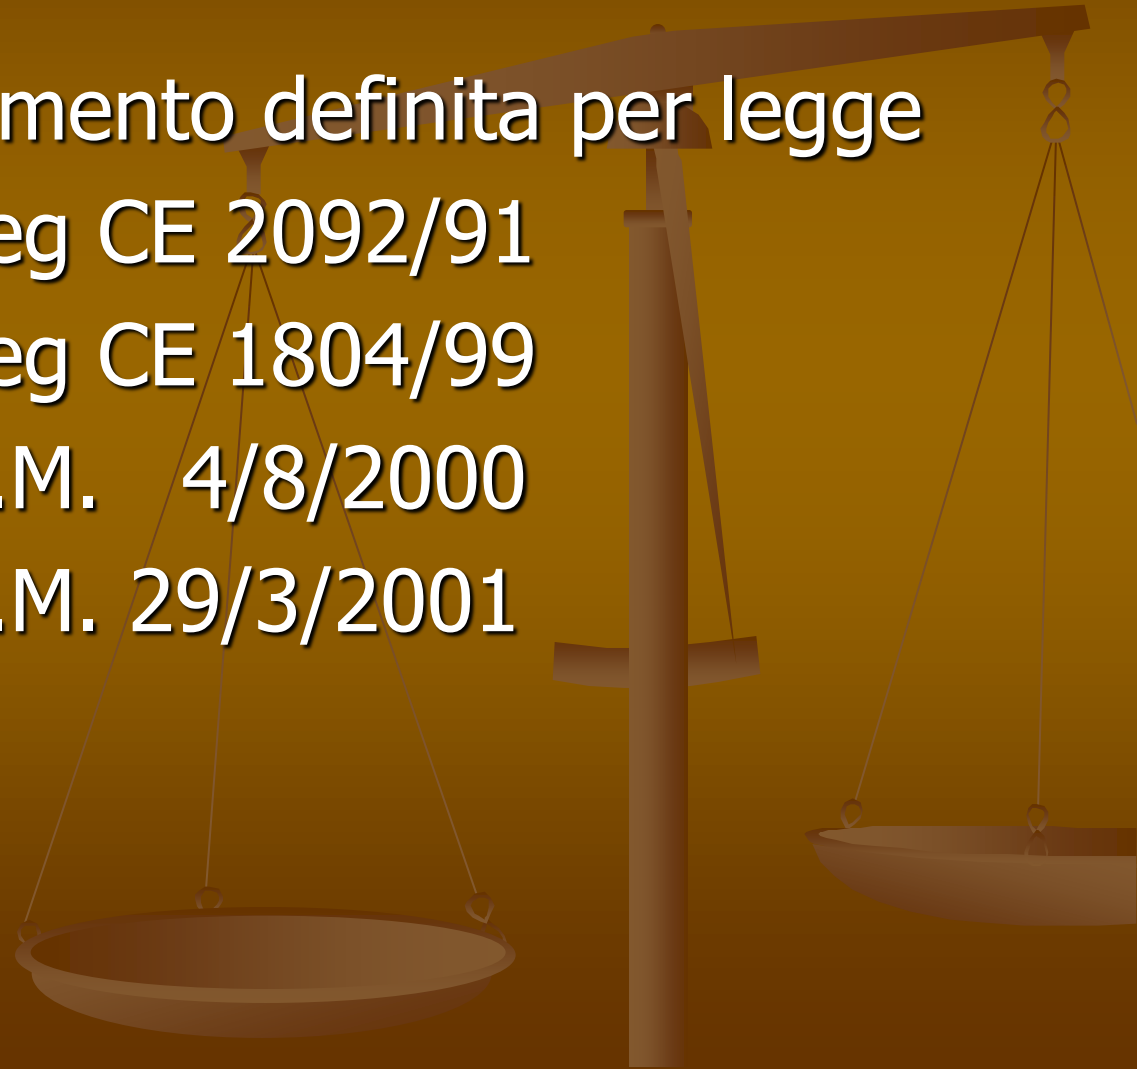 mento definita per legge
eg CE 2092/91
eg CE 1804/99
.M. 4/8/2000
.M. 29/3/2001